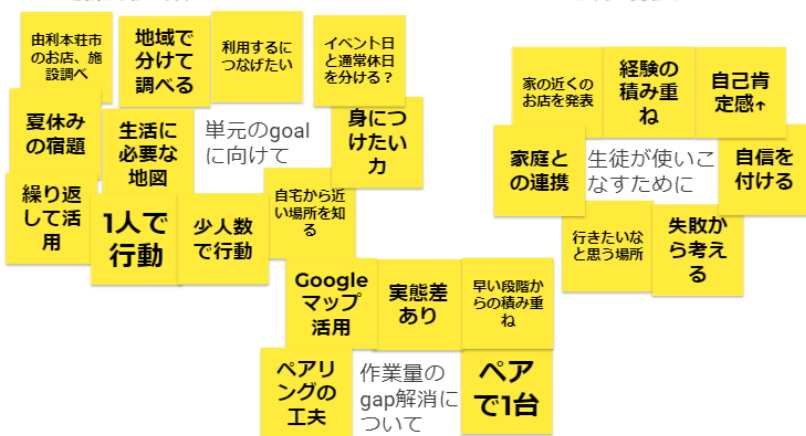 由利本荘市
のお店、施
設調べ
地域で
分けて
調べる
利用するに
つなげたい
イベント日
と通常休日
を分ける？
夏休み
の宿題
生活に
必要な
地図
単元のgoal
に向けて
身につ
けたい
力
繰り返
して活
用
1人で
行動
少人数
で行動
自宅から近
い場所を知
る
家の近くの
お店を発表
経験の
積み重
ね
自己肯
定感↑
家庭と
の連携
生徒が使いこ
なすために
自信を
付ける
行きたいな
と思う場所
失敗か
ら考え
る
Google
マップ
活用
実態差
あり
早い段階か
らの積み重
ね
ペアリ
ングの
工夫
作業量の
gap解消に
ついて
ペア
で1台